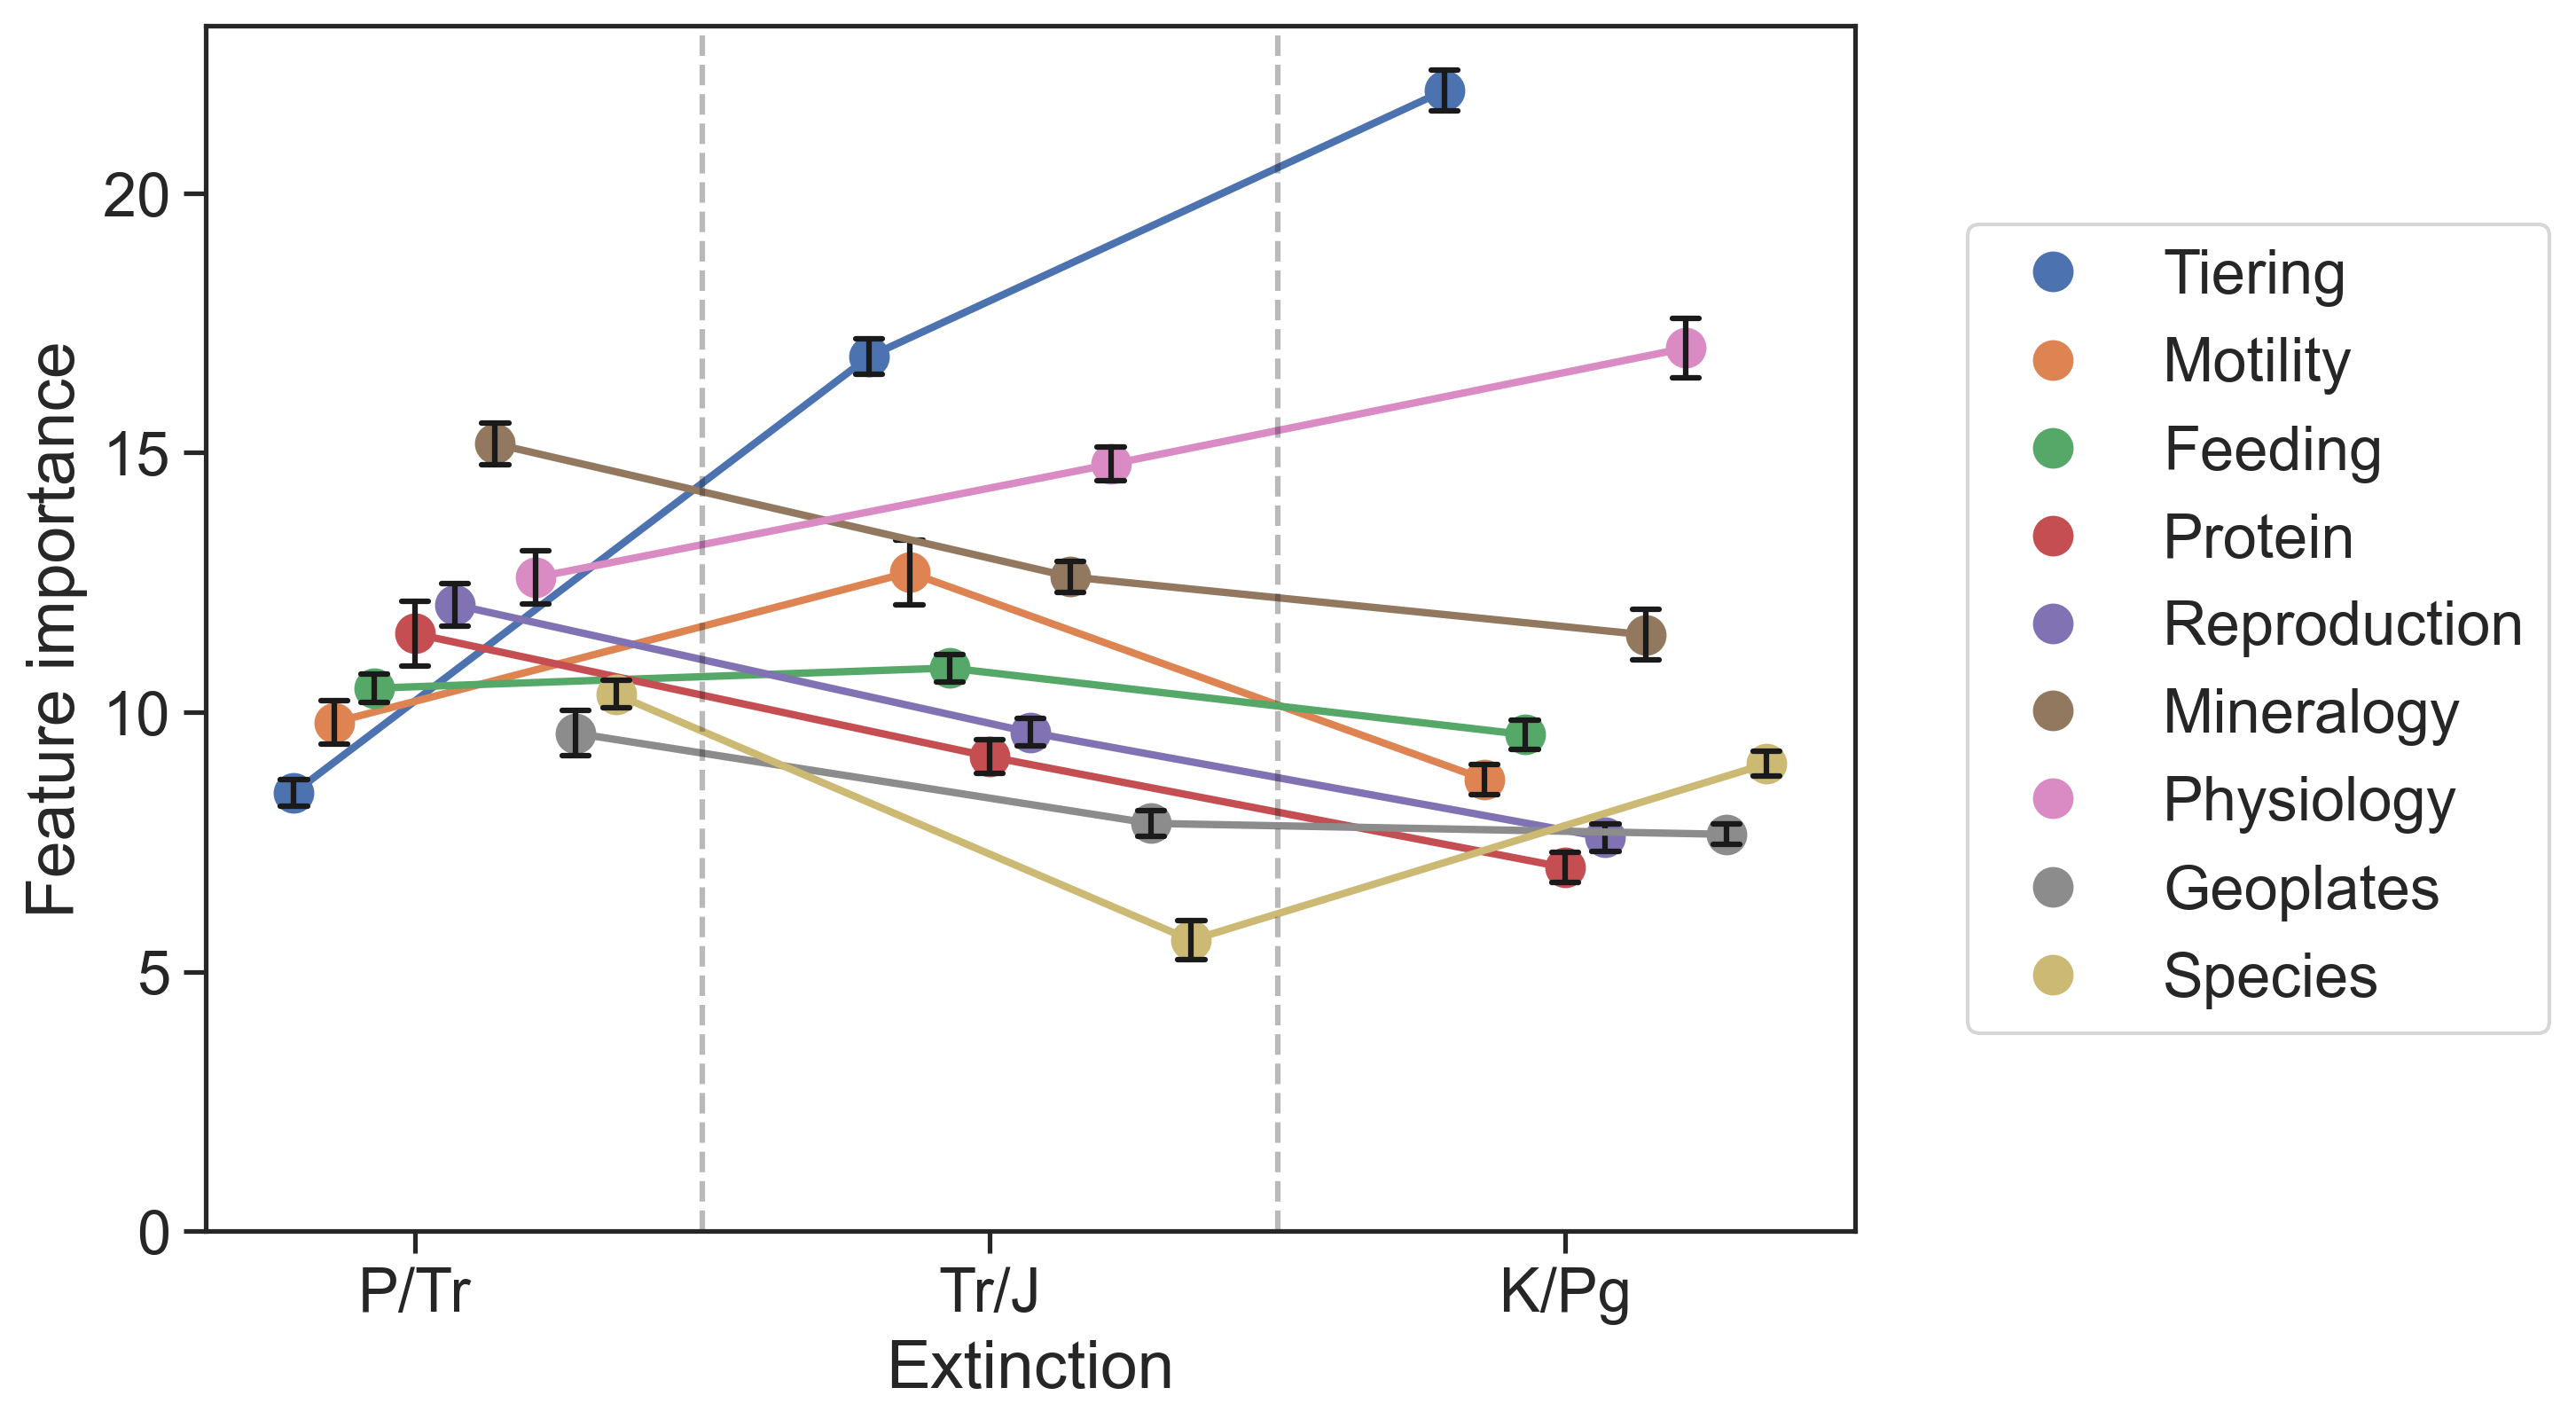 Feature importance
20
15
10
5
0
P/Tr
Tr/J
K/Pg
Extinction
Tiering
Motility
Feeding
Protein
Reproduction
Mineralogy
Physiology
Geoplates
Species